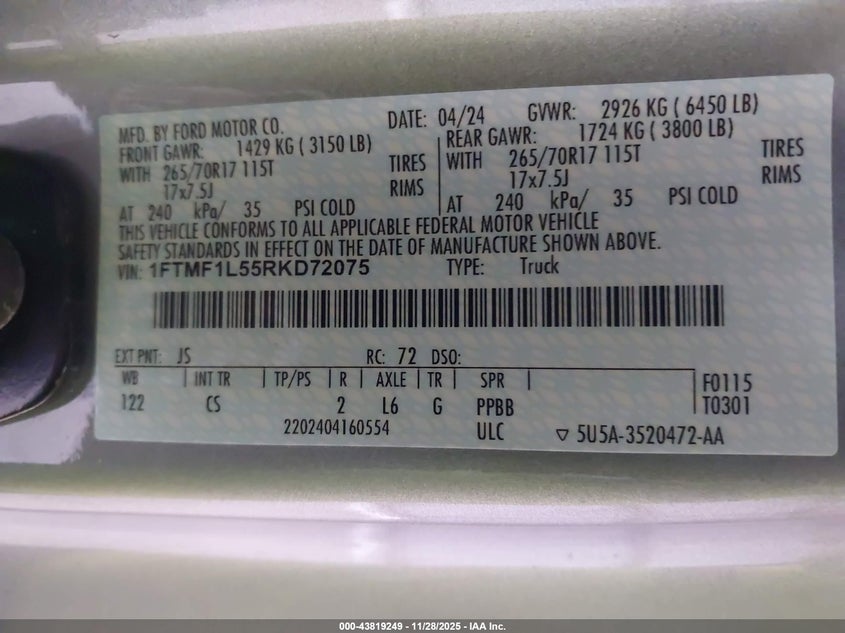 MFD. BY FORD MOTOR CO. DATE: 04/24 GVWR: 2926 KG ( 6450 LB)
FRONT GAWR: 1429 KG ( 3150 LB) REAR GAWR: 1724 KG ( 3800 LB)
WITH 265/70R17 115T TIRES WITH 265/70R17 115T TIRES
17x7.5J RIMS 17x7.5J RIMS
AT 240 kPa/ 35 PSI COLD AT 240 kPa/ 35 PSI COLD
THIS VEHICLE CONFORMS TO ALL APPLICABLE FEDERAL MOTOR VEHICLE
SAFETY STANDARDS IN EFFECT ON THE DATE OF MANUFACTURE SHOWN ABOVE.
VIN: 1FTMF1L55RKD72075 TYPE: Truck
EXT PNT: JS RC: 72 DSO:
WB INT TR TP/PS R AXLE TR SPR F0115
122 CS 2 L6 G PPBB T0301
2202404160554 ULC ▽ 5U5A-3520472-AA
000-43819249 - 11/28/2025 - IAA Inc.